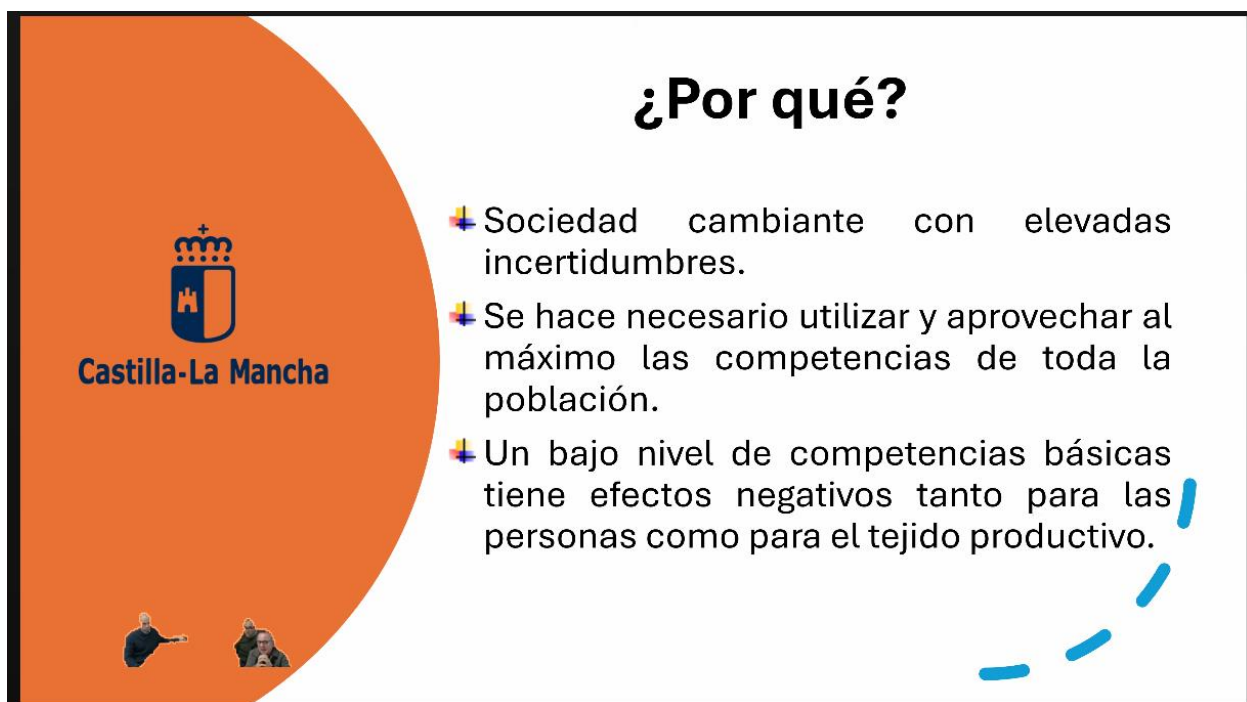 ¿Por qué?
Sociedad cambiante con elevadas
incertidumbres.
Se hace necesario utilizar y aprovechar al
máximo las competencias de toda la
población.
Un bajo nivel de competencias básicas
tiene efectos negativos tanto para las
personas como para el tejido productivo.
Castilla-La Mancha